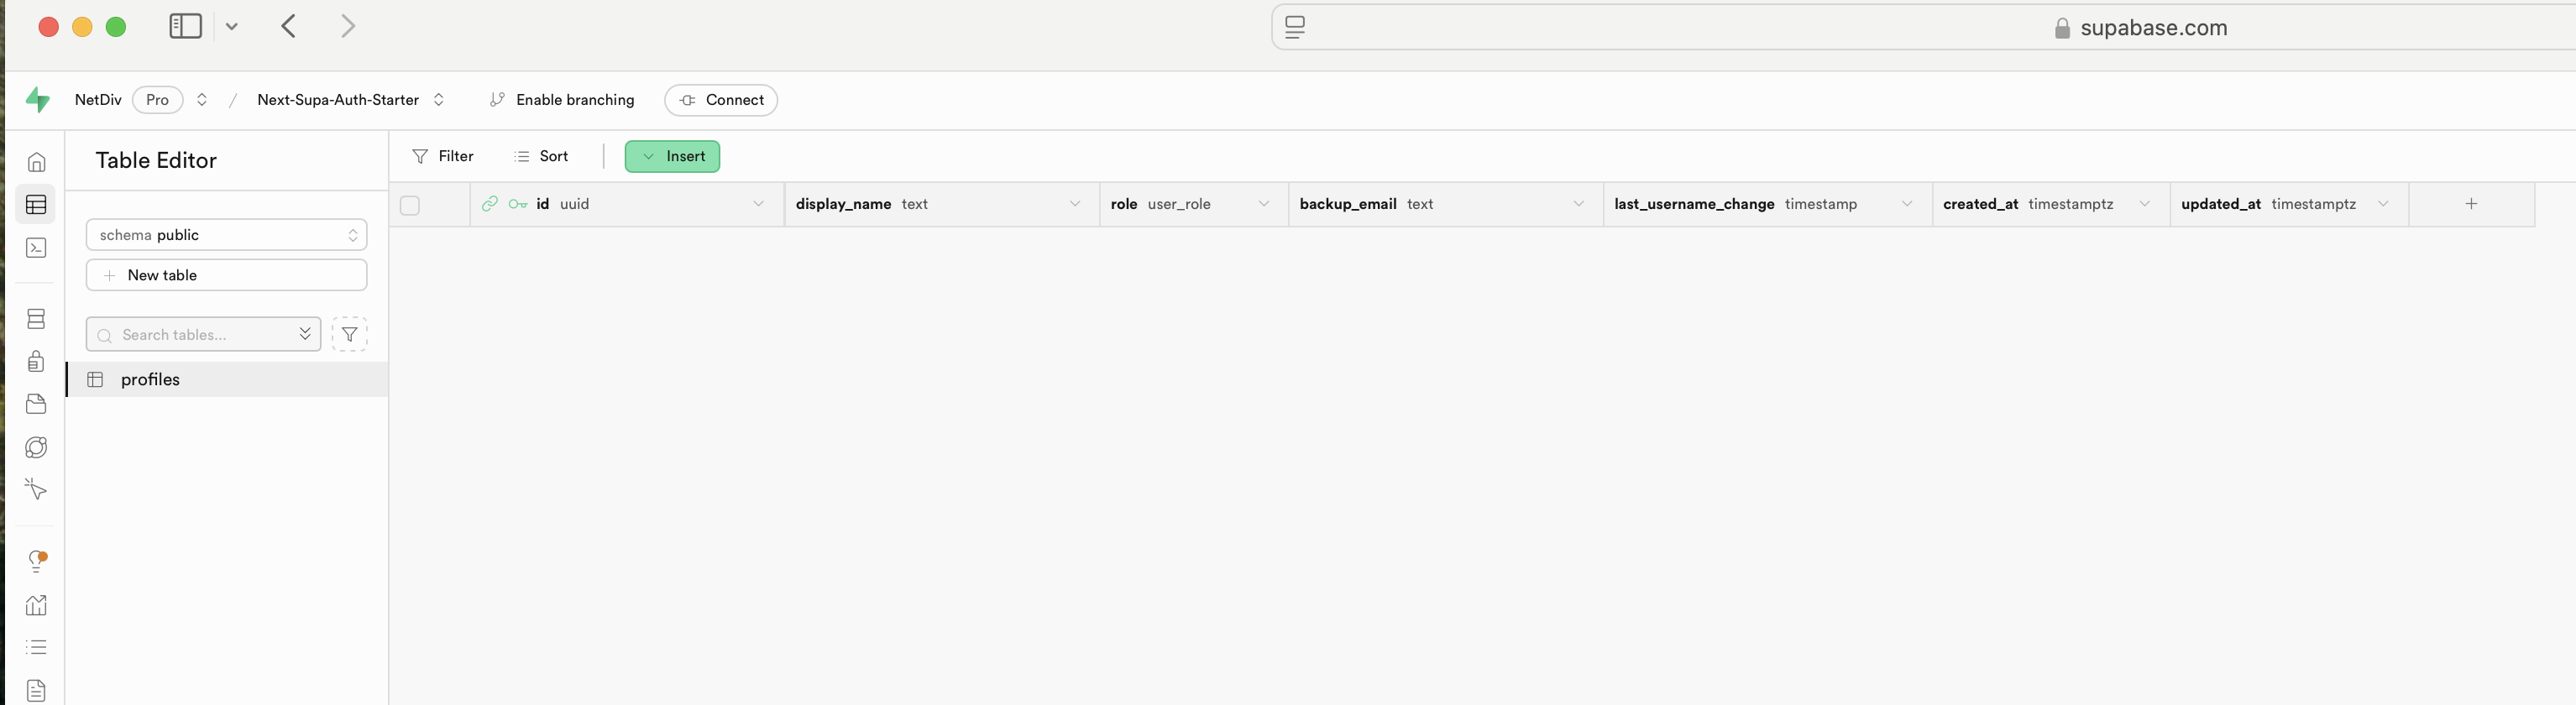 supabase.com
NetDiv Pro / Next-Supa-Auth-Starter Enable branching Connect
Table Editor
Filter Sort Insert
id uuid display_name text role user_role backup_email text last_username_change timestamp created_at timestamptz updated_at timestamptz
schema public
New table
Search tables...
profiles